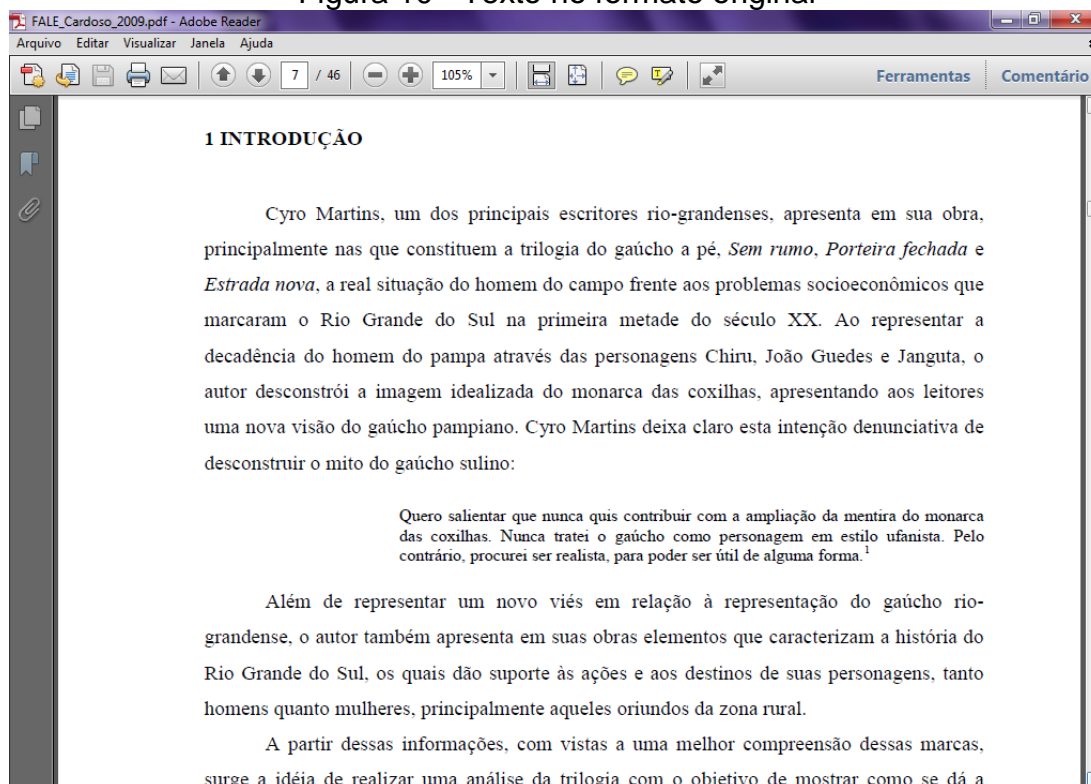 Figura 10 - Texto no formato original
FALE_Cardoso_2009.pdf - Adobe Reader
Arquivo Editar Visualizar Janela Ajuda
7 / 46 105% Ferramentas Comentário
1 INTRODUÇÃO
Cyro Martins, um dos principais escritores rio-grandenses, apresenta em sua obra,
principalmente nas que constituem a trilogia do gaúcho a pé, Sem rumo, Porteira fechada e
Estrada nova, a real situação do homem do campo frente aos problemas socioeconômicos que
marcaram o Rio Grande do Sul na primeira metade do século XX. Ao representar a
decadência do homem do pampa através das personagens Chiru, João Guedes e Janguta, o
autor desconstrói a imagem idealizada do monarca das coxilhas, apresentando aos leitores
uma nova visão do gaúcho pampiano. Cyro Martins deixa claro esta intenção denunciativa de
desconstruir o mito do gaúcho sulino:
Quero salientar que nunca quis contribuir com a ampliação da mentira do monarca
das coxilhas. Nunca tratei o gaúcho como personagem em estilo ufanista. Pelo
contrário, procurei ser realista, para poder ser útil de alguma forma.1
Além de representar um novo viés em relação à representação do gaúcho rio-
grandense, o autor também apresenta em suas obras elementos que caracterizam a história do
Rio Grande do Sul, os quais dão suporte às ações e aos destinos de suas personagens, tanto
homens quanto mulheres, principalmente aqueles oriundos da zona rural.
A partir dessas informações, com vistas a uma melhor compreensão dessas marcas,
surge a idéia de realizar uma análise da trilogia com o objetivo de mostrar como se dá a